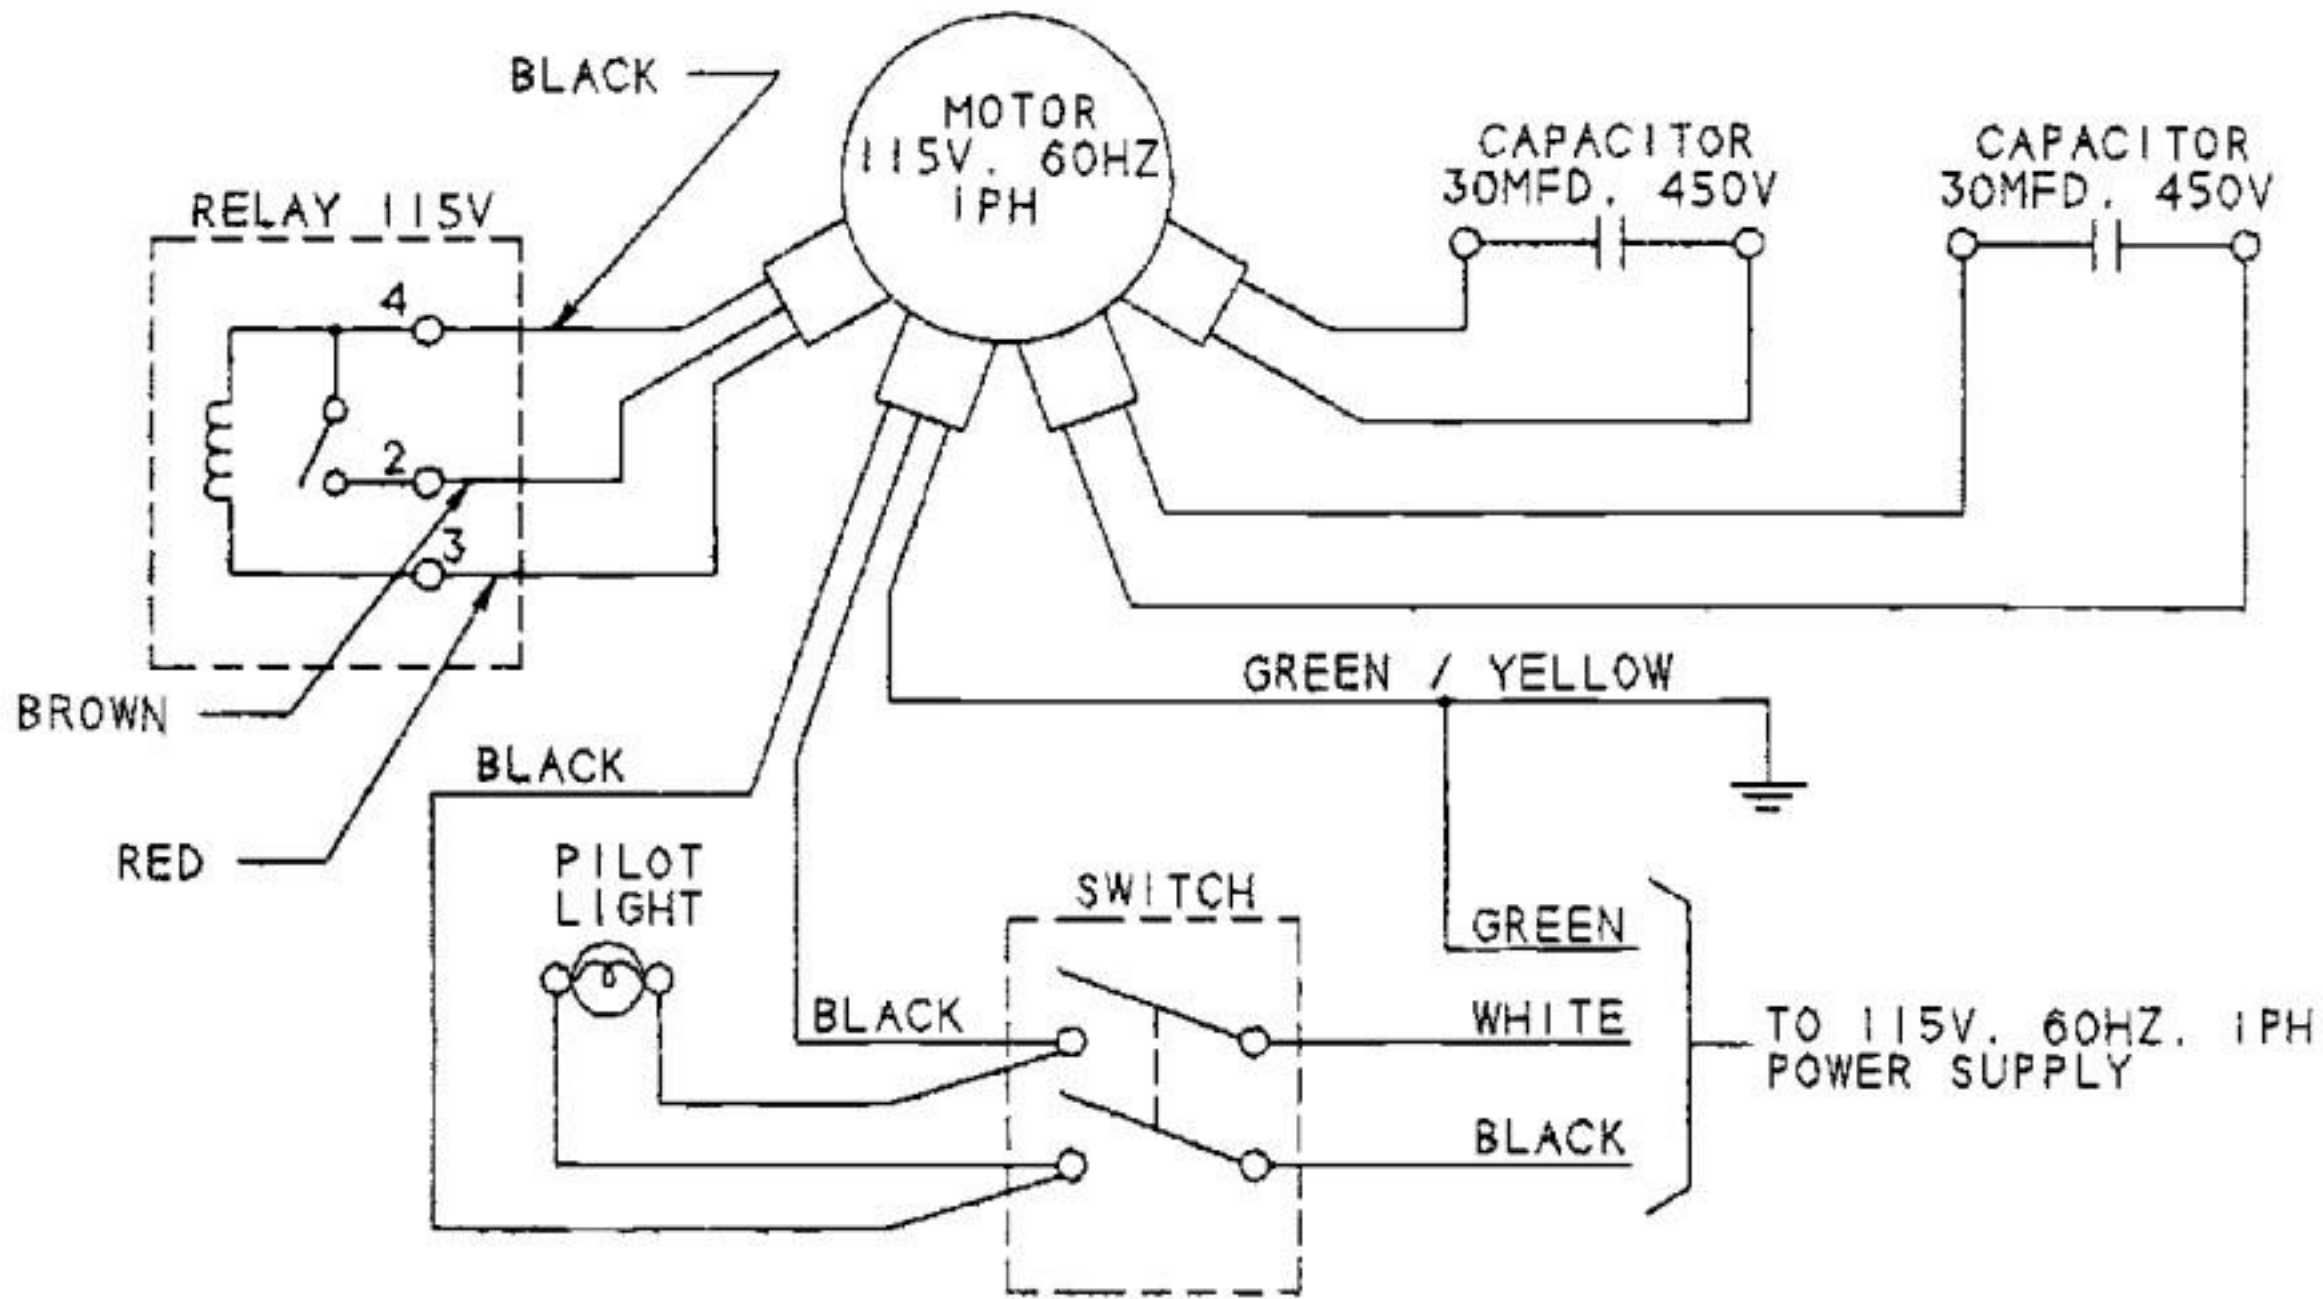 BLACK
MOTOR
115V. 60HZ
1PH
CAPACITOR
30MFD. 450V
CAPACITOR
30MFD. 450V
RELAY 115V
4
2
3
BROWN
RED
GREEN / YELLOW
BLACK
PILOT
LIGHT
SWITCH
GREEN
BLACK
WHITE
TO 115V. 60HZ. 1PH
POWER SUPPLY
BLACK